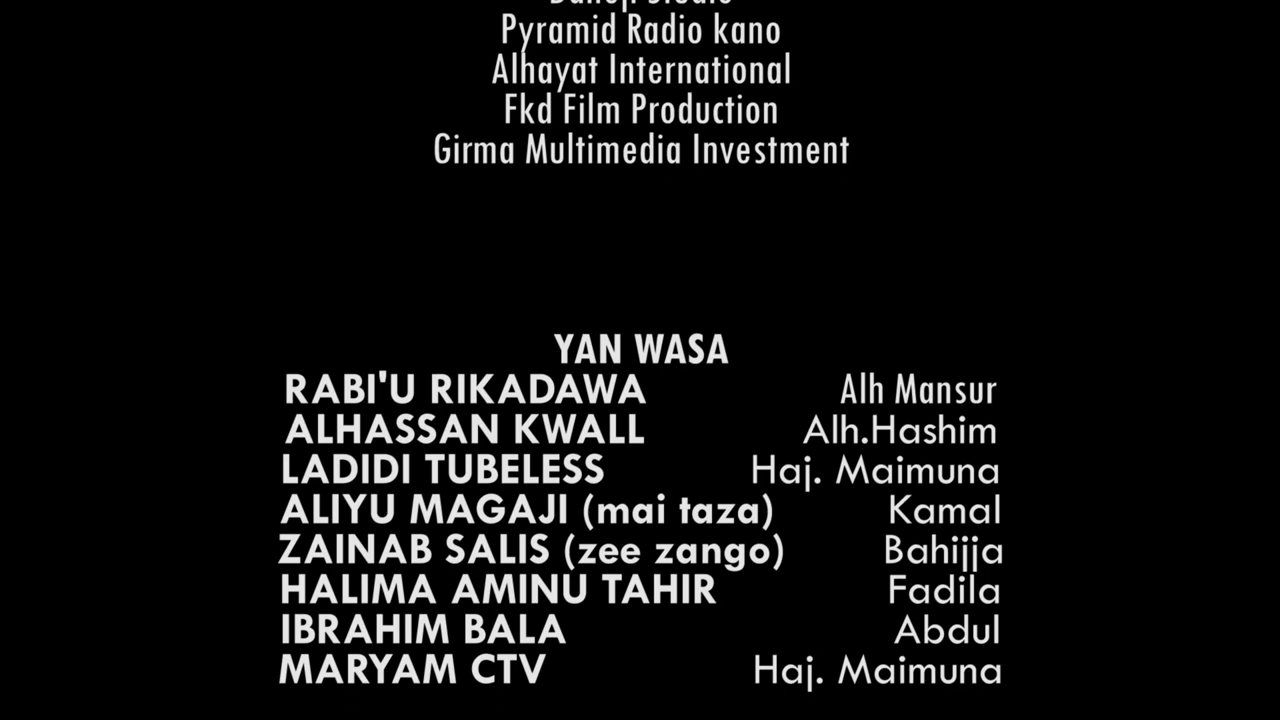 Pyramid Radio kano
Alhayat International
Fkd Film Production
Girma Multimedia Investment
YAN WASA
RABI'U RIKADAWA Alh Mansur
ALHASSAN KWALL Alh.Hashim
LADIDI TUBELESS Haj. Maimuna
ALIYU MAGAJI (mai taza) Kamal
ZAINAB SALIS (zee zango) Bahijja
HALIMA AMINU TAHIR Fadila
IBRAHIM BALA Abdul
MARYAM CTV Haj. Maimuna